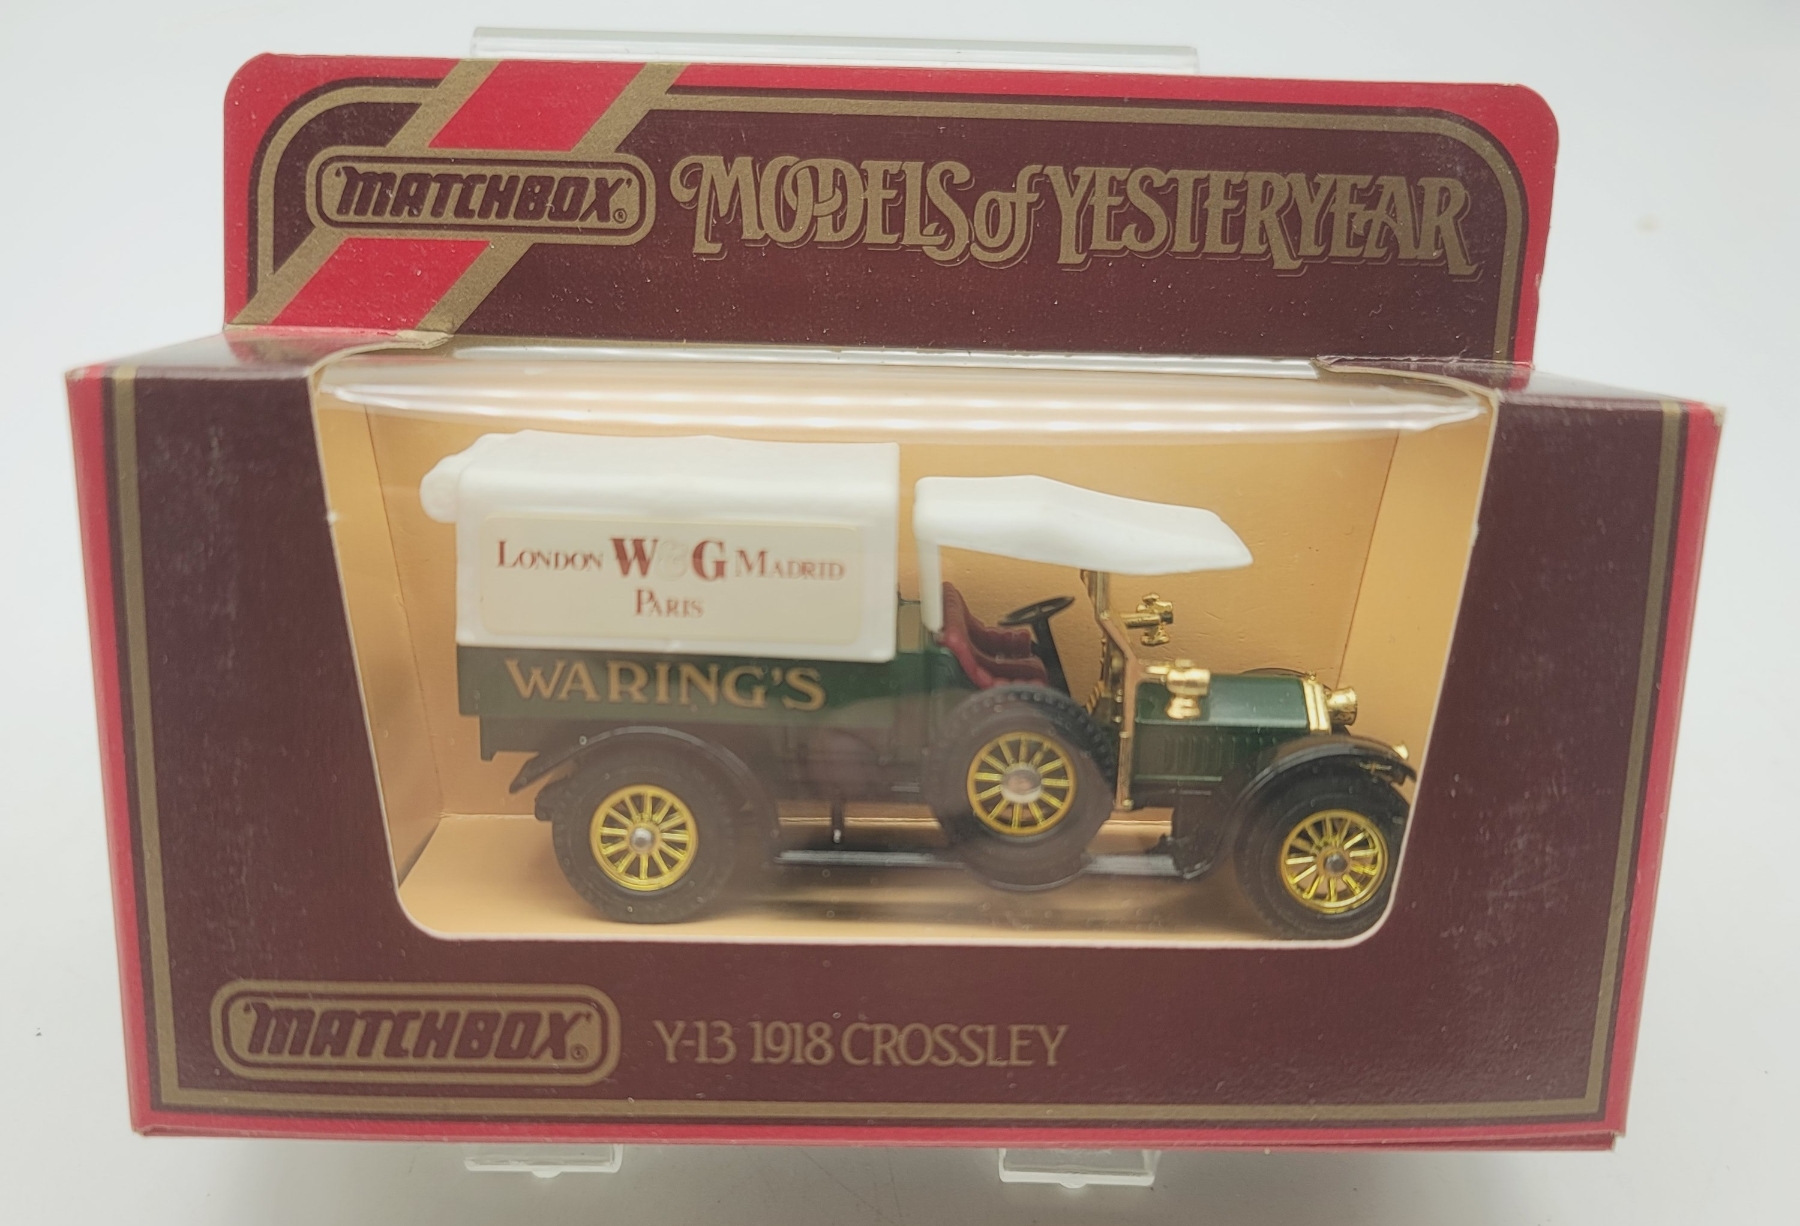 MATCHBOX®
MODELS of YESTERYEAR
LONDON W&G MADRID
PARIS
WARING'S
MATCHBOX®
Y-13 1918 CROSSLEY